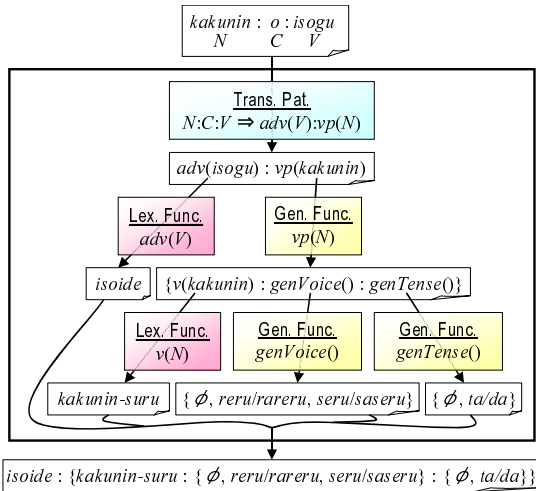 kakunin : o : isogu
N C V
Trans. Pat.
N:C:V ⇒ adv(V):vp(N)
adv(isogu) : vp(kakunin)
Lex. Func.
adv(V)
Gen. Func.
vp(N)
isoide
{v(kakunin) : genVoice() : genTense()}
Lex. Func.
v(N)
Gen. Func.
genVoice()
Gen. Func.
genTense()
kakunin-suru
{ϕ, reru/rareru, seru/saseru}
{ϕ, ta/da}
isoide : {kakunin-suru : {ϕ, reru/rareru, seru/saseru} : {ϕ, ta/da}}